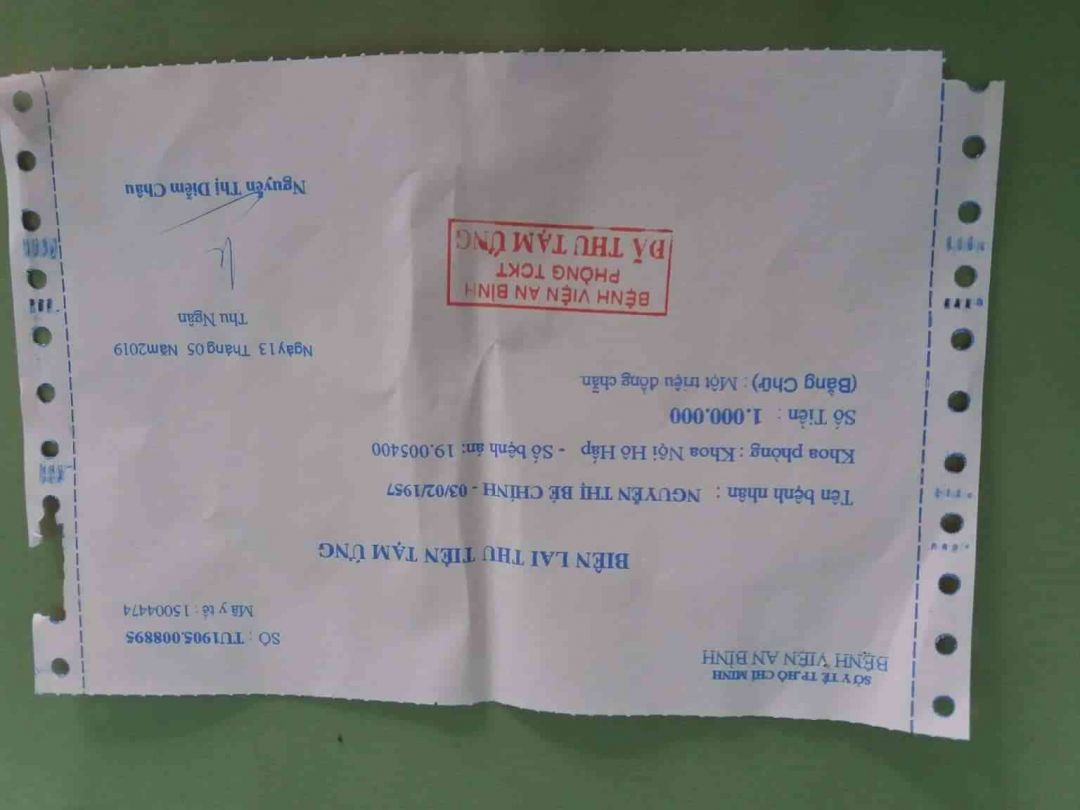 SỞ Y TẾ TP.HỒ CHÍ MINH
BỆNH VIỆN AN BÌNH
SỐ : TU1905.008895
Mã y tế : 15004474
BIÊN LAI THU TIỀN TẠM ỨNG
Tên bệnh nhân : NGUYỄN THỊ BÉ CHÍNH - 03/02/1957
Khoa phòng : Khoa Nội Hô Hấp - Số bệnh án: 19.005400
Số Tiền : 1.000.000
(Bằng Chữ) : Một triệu đồng chẵn
Ngày 13 Tháng 05 Năm 2019
Thu Ngân
BỆNH VIỆN AN BÌNH
PHÒNG TCKT
ĐÃ THU TẠM ỨNG
Nguyễn Thị Diễm Châu